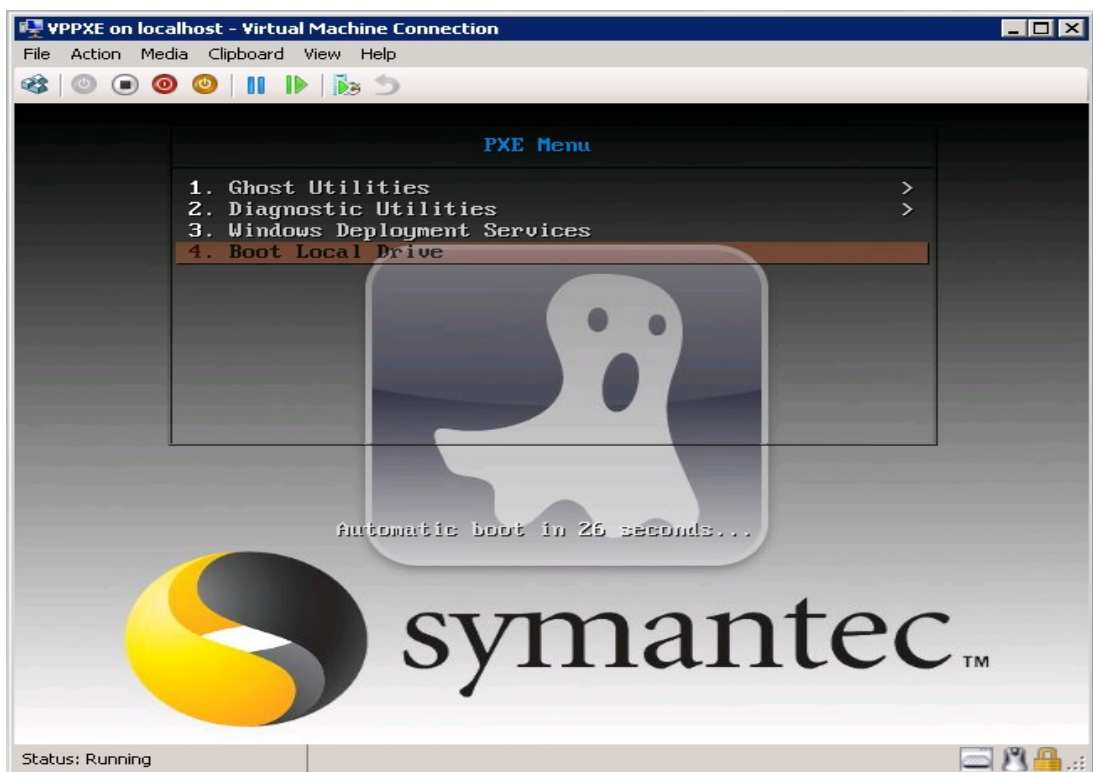 VPPXE on localhost - Virtual Machine Connection
File Action Media Clipboard View Help
PXE Menu
1. Ghost Utilities >
2. Diagnostic Utilities >
3. Windows Deployment Services
4. Boot Local Drive
Automatic boot in 26 seconds...
symantec™
Status: Running